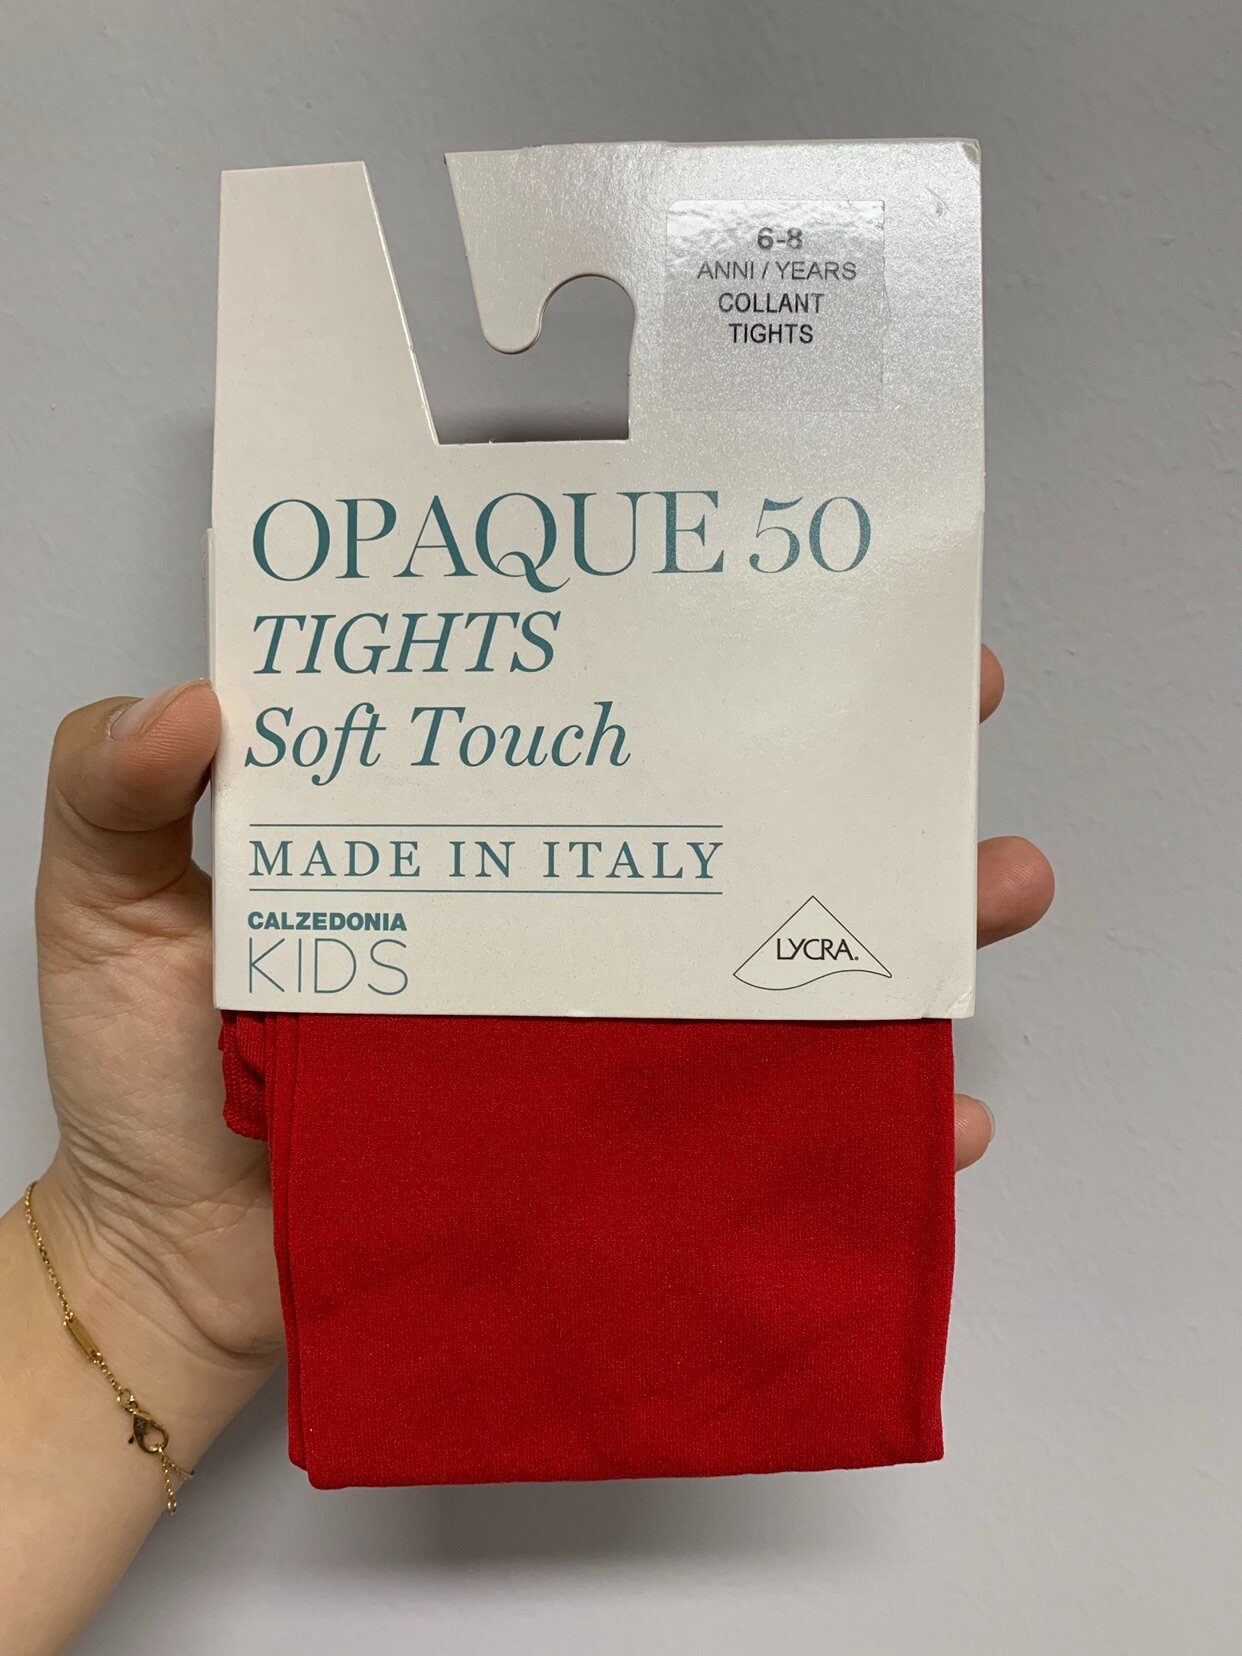 6-8
ANNI / YEARS
COLLANT
TIGHTS
OPAQUE 50
TIGHTS
Soft Touch
MADE IN ITALY
CALZEDONIA
KIDS
LYCRA®